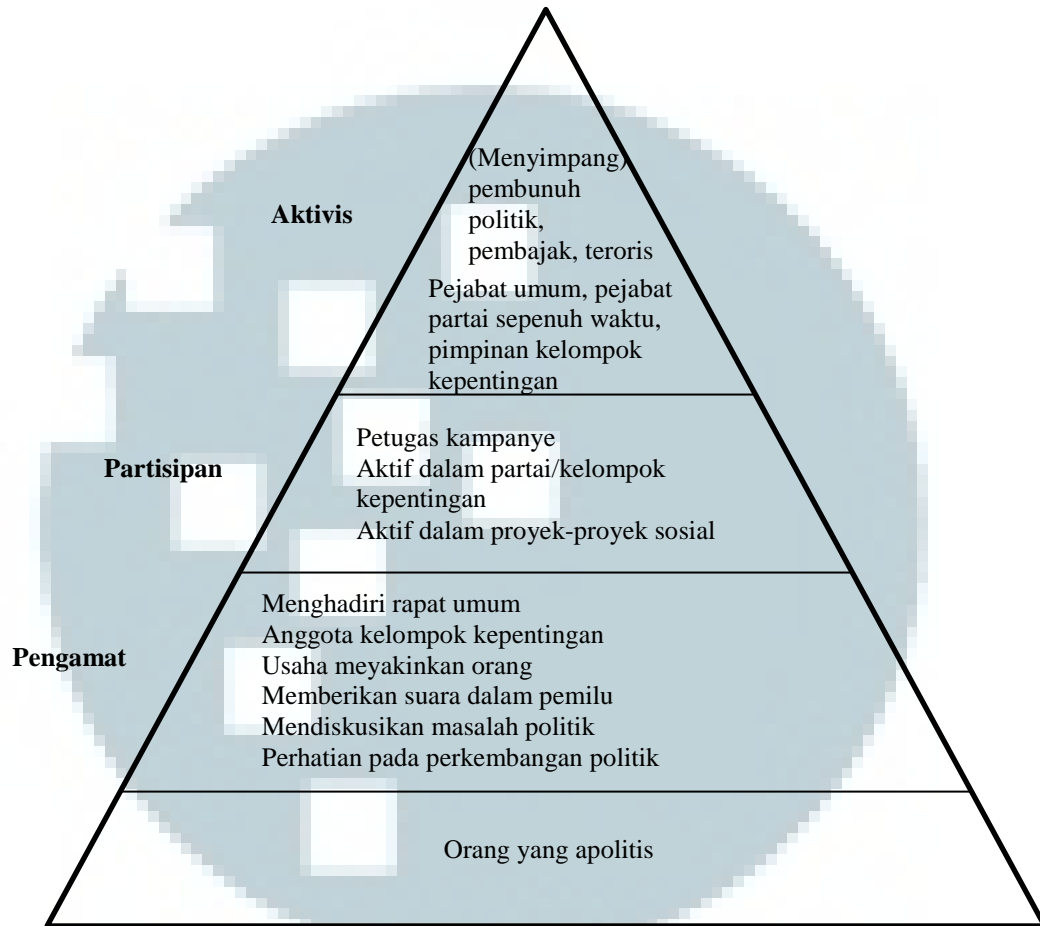 (Menyimpang)
pembunuh
politik,
pembajak, teroris
Aktivis
Pejabat umum, pejabat
partai sepenuh waktu,
pimpinan kelompok
kepentingan
Petugas kampanye
Aktif dalam partai/kelompok
kepentingan
Aktif dalam proyek-proyek sosial
Partisipan
Menghadiri rapat umum
Anggota kelompok kepentingan
Usaha meyakinkan orang
Memberikan suara dalam pemilu
Mendiskusikan masalah politik
Perhatian pada perkembangan politik
Pengamat
Orang yang apolitis